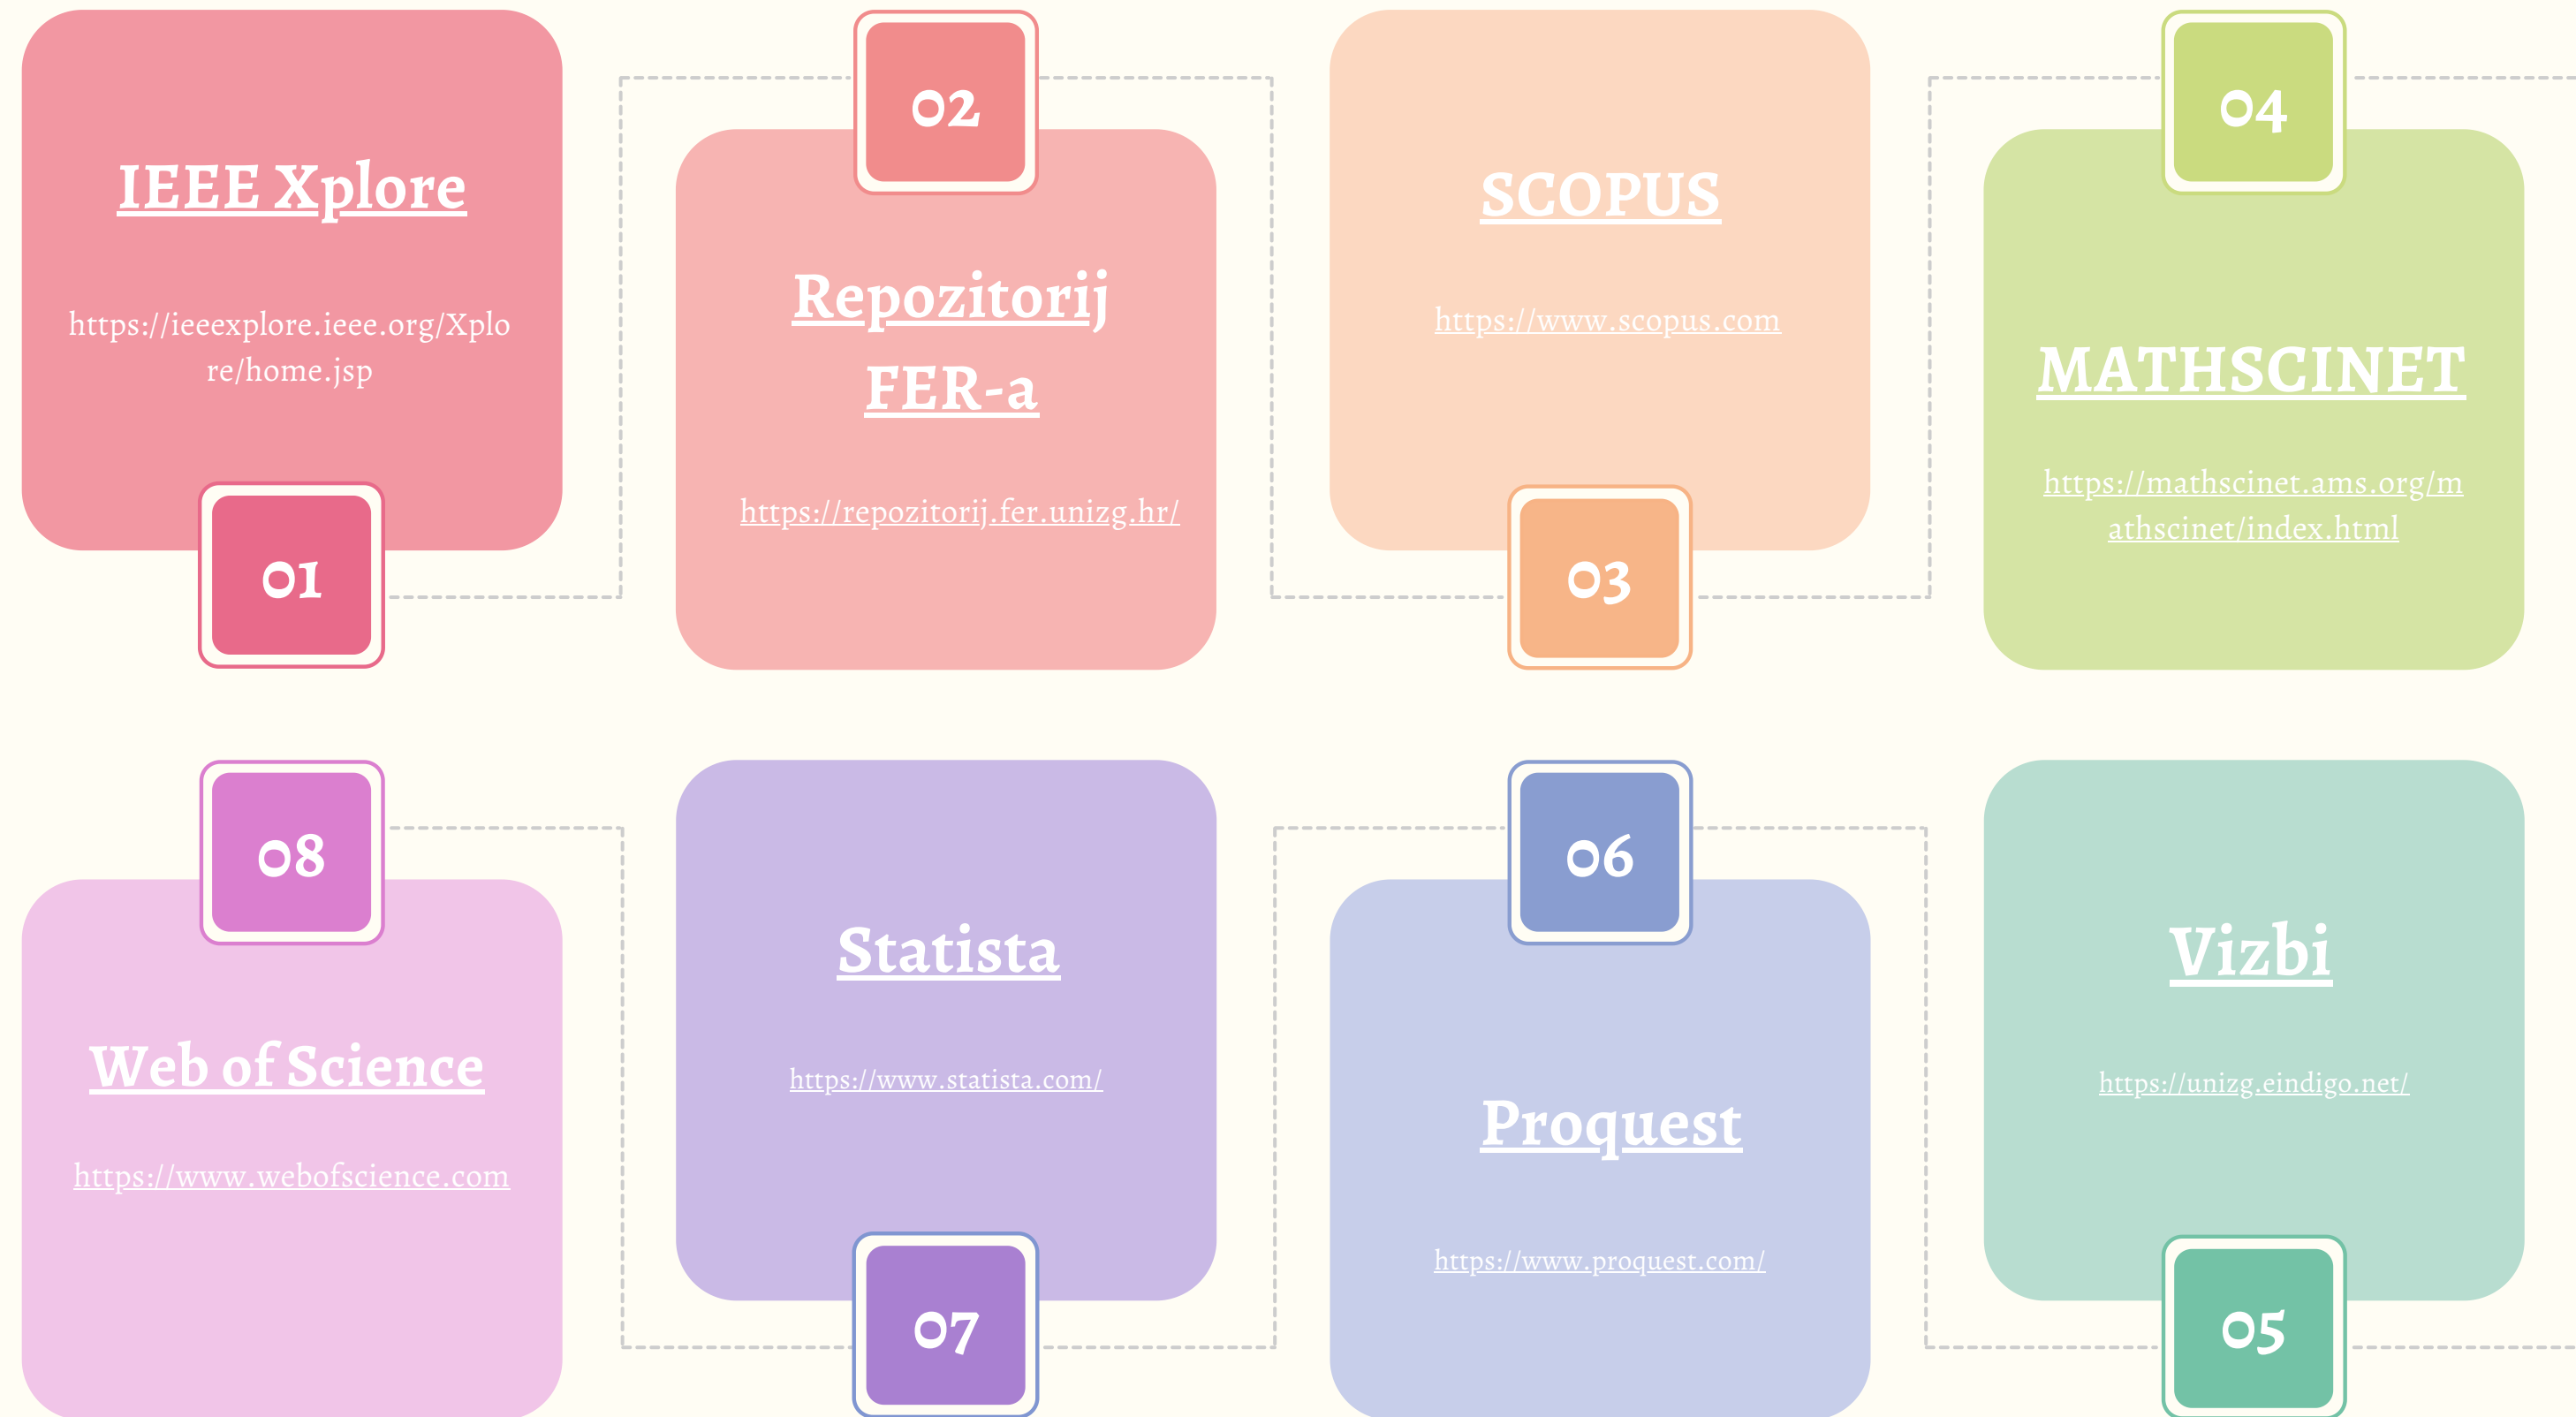 IEEE Xplore
https://ieeexplore.ieee.org/Xplo
re/home.jsp
01
02
Repozitorij
FER-a
https://repozitorij.fer.unizg.hr/
SCOPUS
https://www.scopus.com
03
04
MATHSCINET
https://mathscinet.ams.org/m
athscinet/index.html
08
Web of Science
https://www.webofscience.com
Statista
https://www.statista.com/
07
06
Proquest
https://www.proquest.com/
Vizbi
https://unizg.eindigo.net/
05